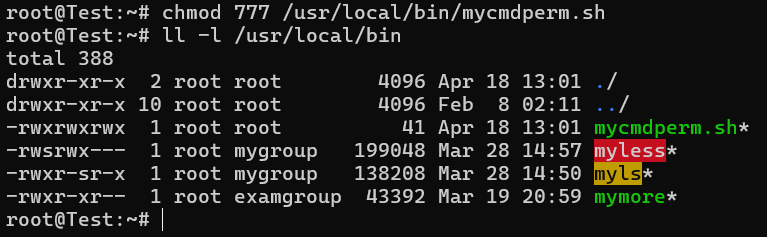 root@Test:~# chmod 777 /usr/local/bin/mycmdperm.sh
root@Test:~# ll -l /usr/local/bin
total 388
drwxr-xr-x  2 root root        4096 Apr 18 13:01 ./
drwxr-xr-x 10 root root        4096 Feb  8 02:11 ../
-rwxrwxrwx  1 root root          41 Apr 18 13:01 mycmdperm.sh*
-rwsrwx---  1 root mygroup   199048 Mar 28 14:57 myless*
-rwxr-sr-x  1 root mygroup   138208 Mar 28 14:50 myls*
-rwxr-xr--  1 root examgroup  43392 Mar 19 20:59 mymore*
root@Test:~#